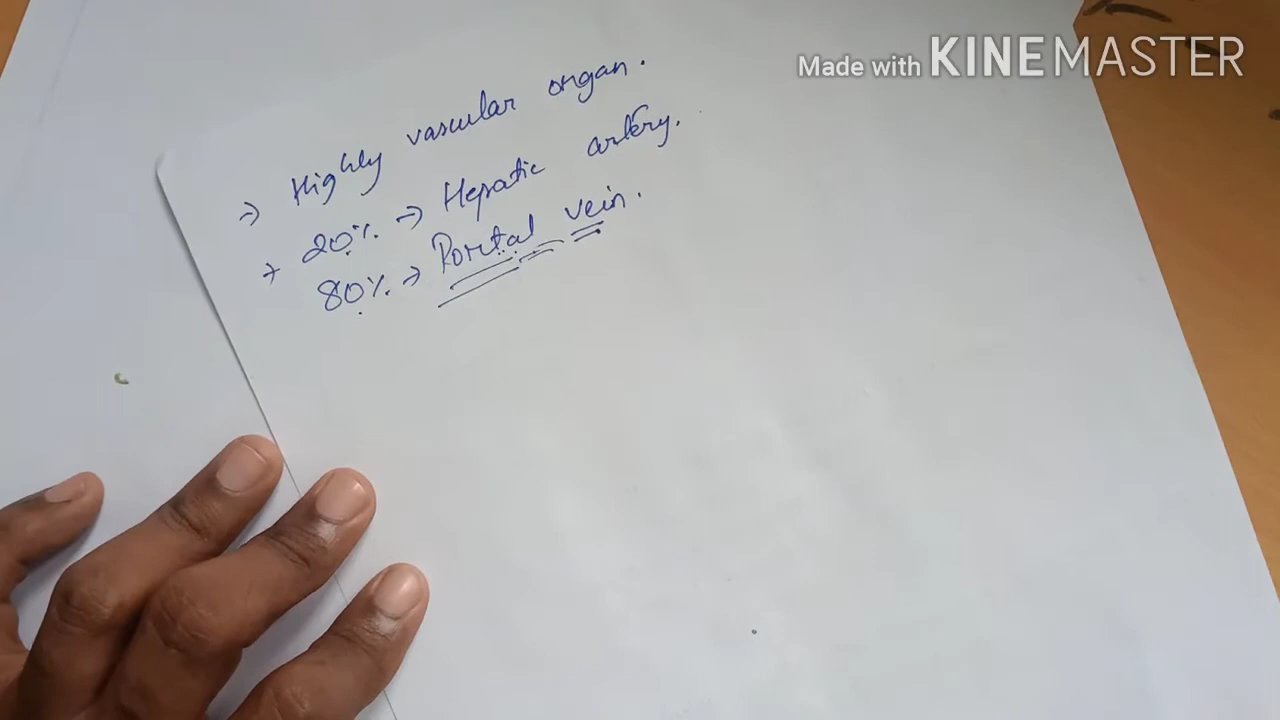 Made with KINEMASTER
→ Highly vascular organ.
→ 20% → Hepatic artery.
80% → Portal vein.